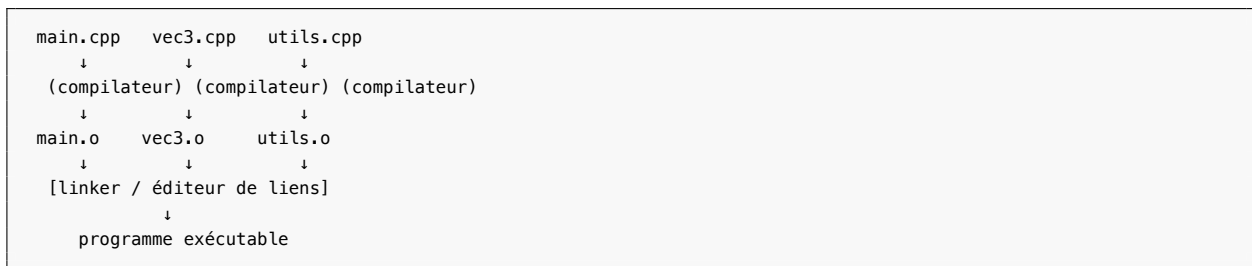 main.cpp   vec3.cpp   utils.cpp
    ↓         ↓          ↓
 (compilateur) (compilateur) (compilateur)
    ↓         ↓          ↓
main.o    vec3.o     utils.o
    ↓         ↓          ↓
 [linker / éditeur de liens]
            ↓
    programme exécutable